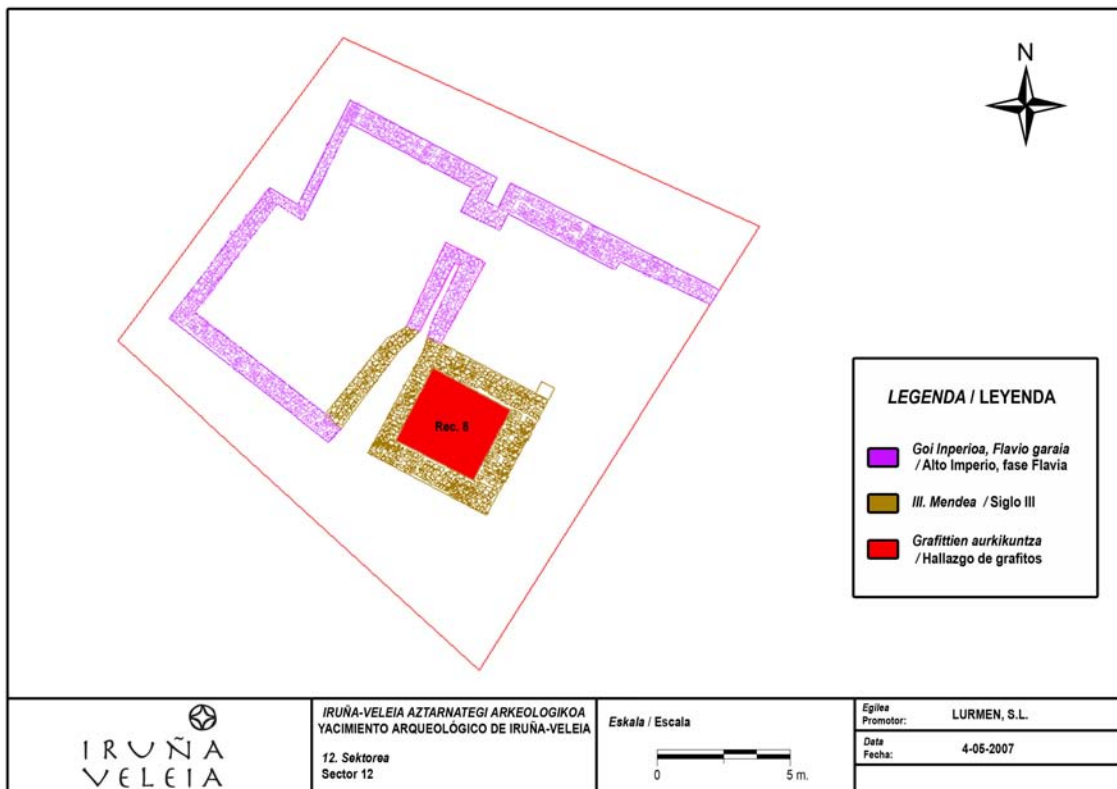 N
Rec. 8
LEGENDA / LEYENDA
Goi Inperioa, Flavio garaia
/ Alto Imperio, fase Flavia
III. Mendea / Siglo III
Grafittien aurkikuntza
/ Hallazgo de grafitos
IRUÑA
VELEIA
IRUÑA-VELEIA AZTARNATEGI ARKEOLOGIKOA
YACIMIENTO ARQUEOLÓGICO DE IRUÑA-VELEIA
12. Sektorea
Sector 12
Eskala / Escala
0 5 m.
Egilea
Promotor: LURMEN, S.L.
Data
Fecha: 4-05-2007